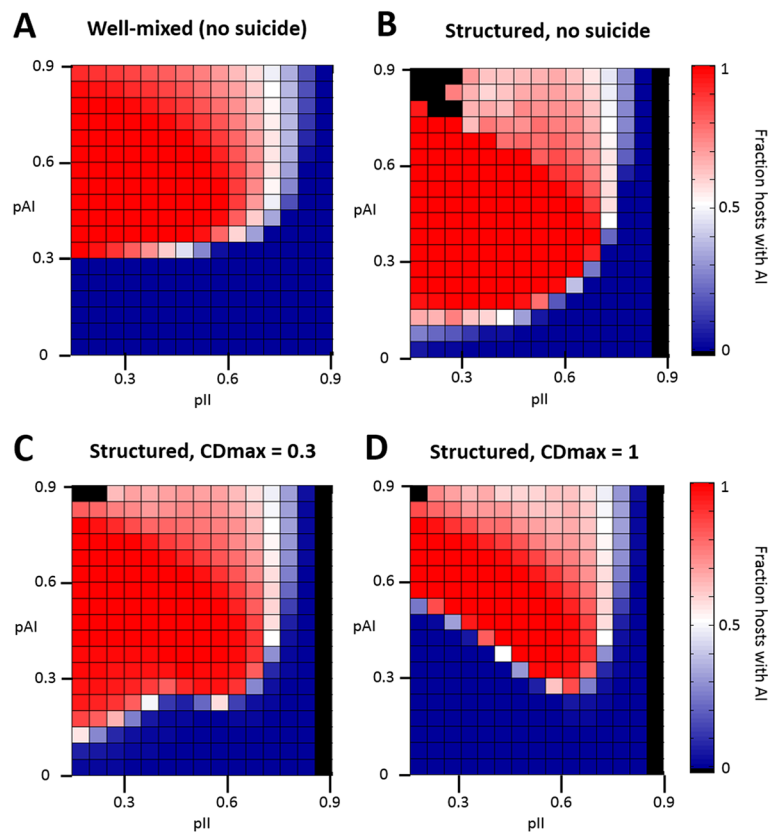 A Well-mixed (no suicide)
0.9
0.6
pAI
0.3
0
0.3 0.6 0.9
pII
B Structured, no suicide
0.9
0.6
pAI
0.3
0
0.3 0.6 0.9
pII
1
0.5
0
Fraction hosts with AI
C Structured, CDmax = 0.3
0.9
0.6
pAI
0.3
0
0.3 0.6 0.9
pII
D Structured, CDmax = 1
0.9
0.6
pAI
0.3
0
0.3 0.6 0.9
pII
1
0.5
0
Fraction hosts with AI